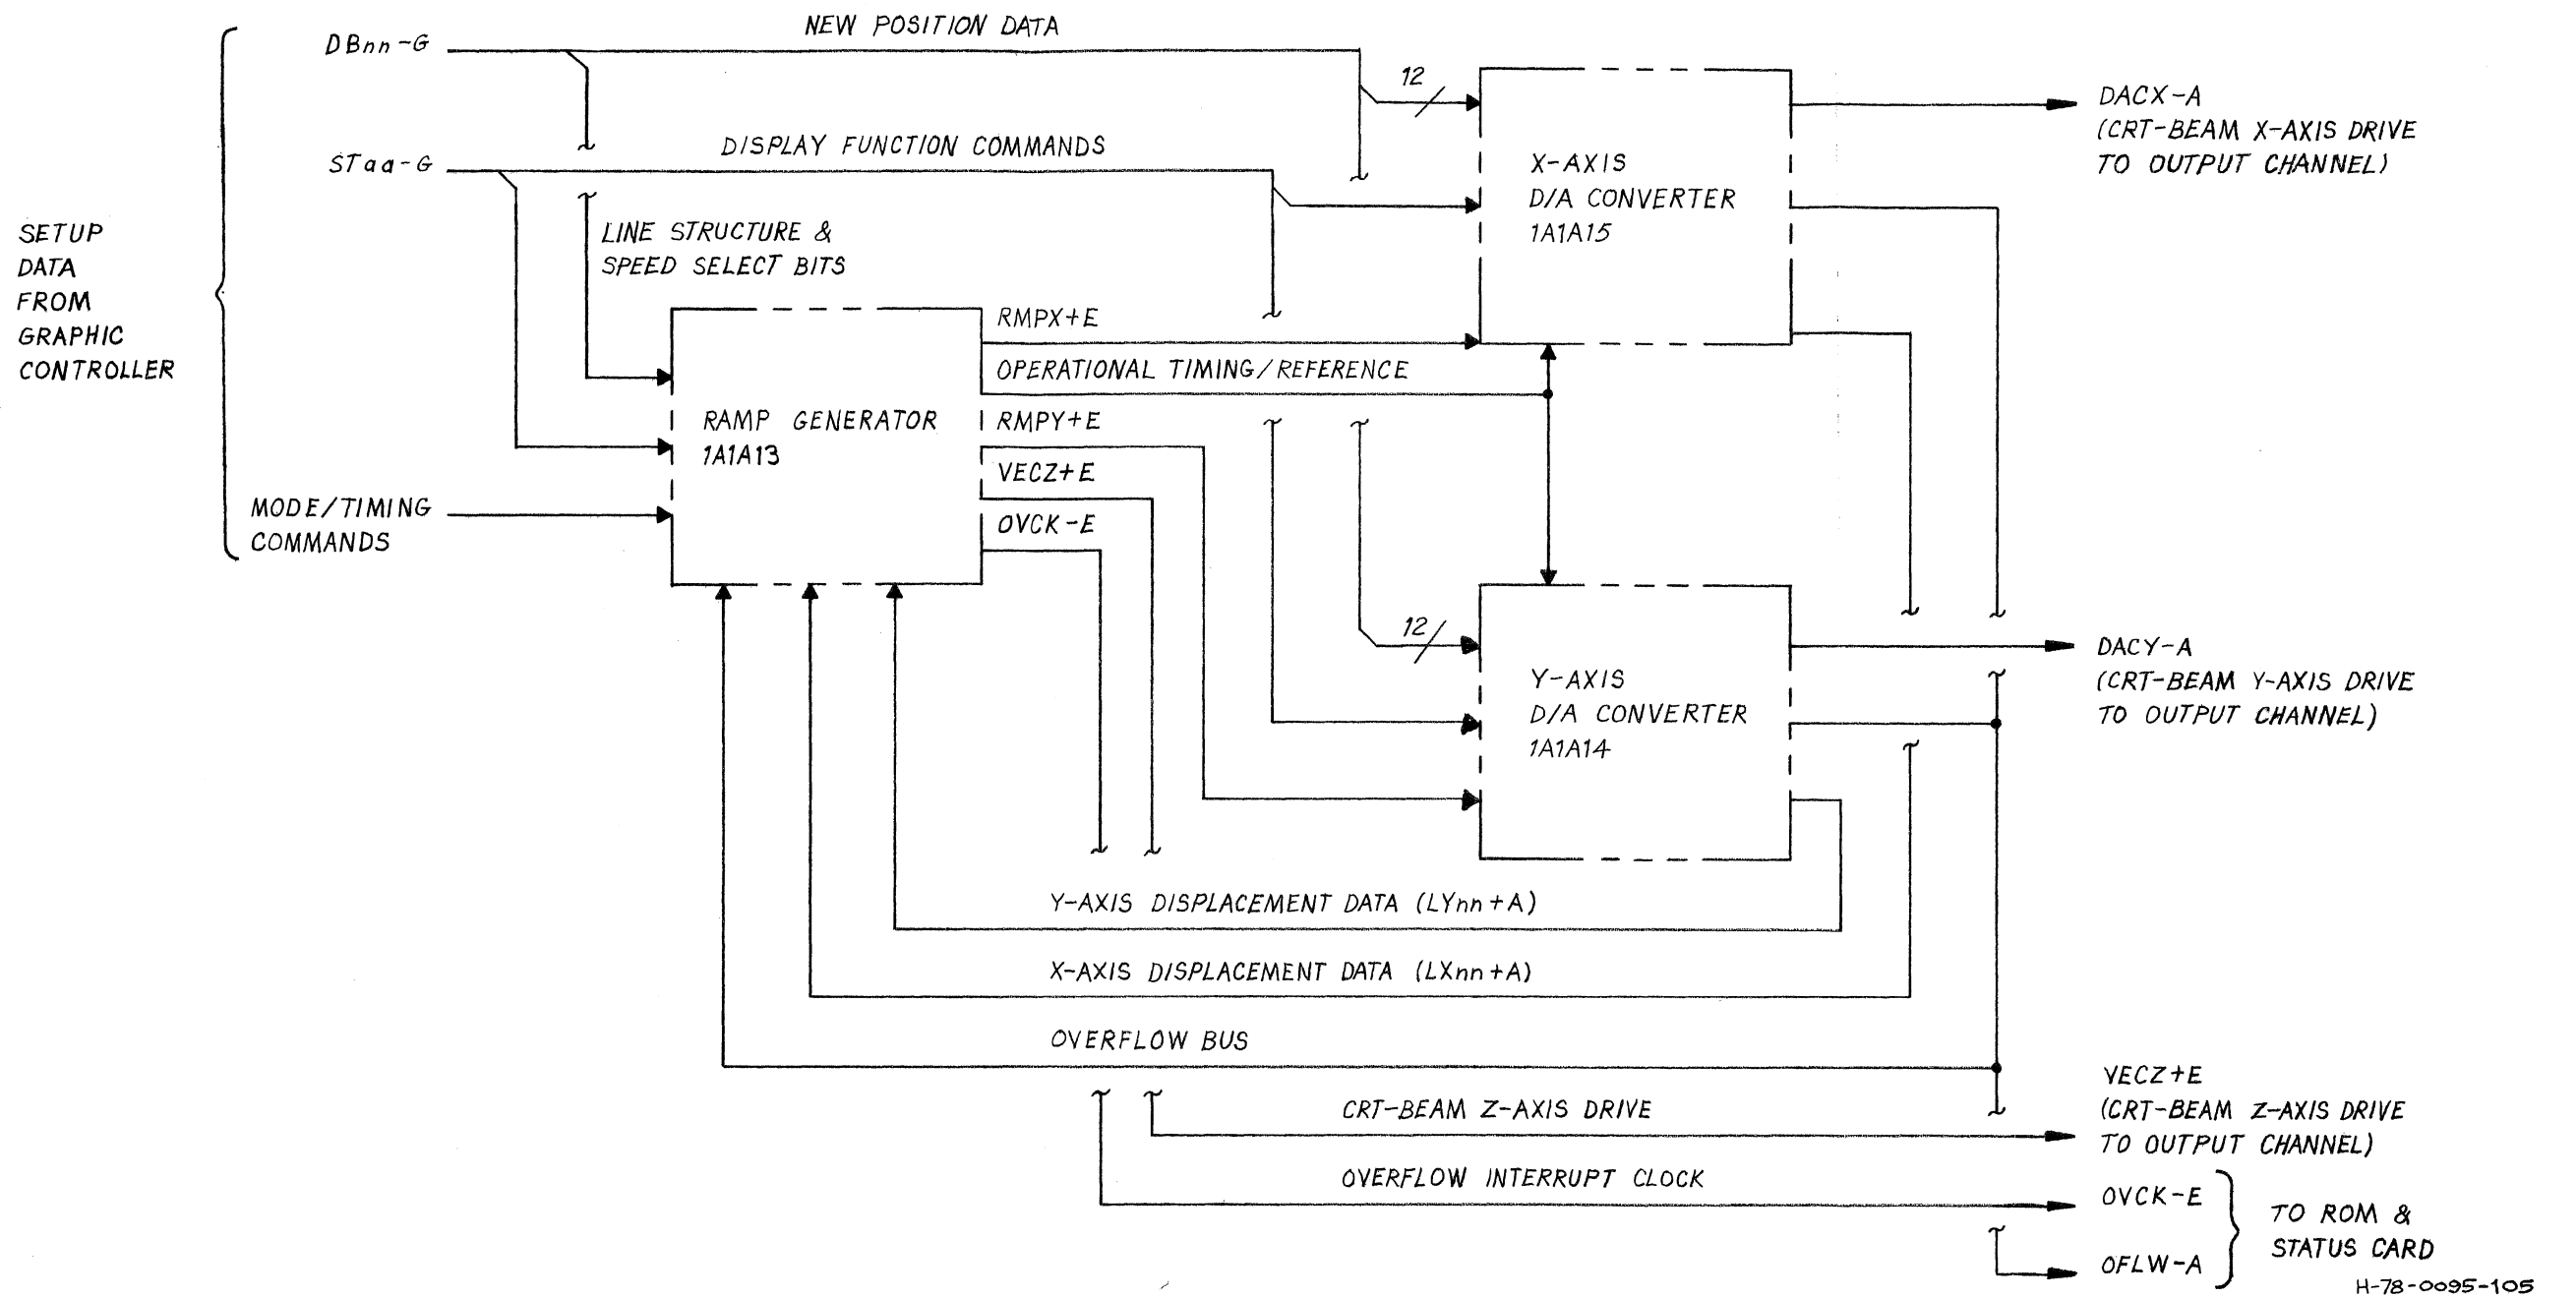 NEW POSITION DATA
DBnn-G
12
DISPLAY FUNCTION COMMANDS
STaa-G
SETUP
DATA
FROM
GRAPHIC
CONTROLLER
LINE STRUCTURE &
SPEED SELECT BITS
MODE/TIMING
COMMANDS
RAMP GENERATOR
1A1A13
RMPX+E
OPERATIONAL TIMING/REFERENCE
RMPY+E
VECZ+E
OVCK-E
X-AXIS
D/A CONVERTER
1A1A15
DACX-A
(CRT-BEAM X-AXIS DRIVE
TO OUTPUT CHANNEL)
12
Y-AXIS
D/A CONVERTER
1A1A14
DACY-A
(CRT-BEAM Y-AXIS DRIVE
TO OUTPUT CHANNEL)
Y-AXIS DISPLACEMENT DATA (LYnn+A)
X-AXIS DISPLACEMENT DATA (LXnn+A)
OVERFLOW BUS
CRT-BEAM Z-AXIS DRIVE
VECZ+E
(CRT-BEAM Z-AXIS DRIVE
TO OUTPUT CHANNEL)
OVERFLOW INTERRUPT CLOCK
OVCK-E
OFLW-A
TO ROM &
STATUS CARD
H-78-0095-105